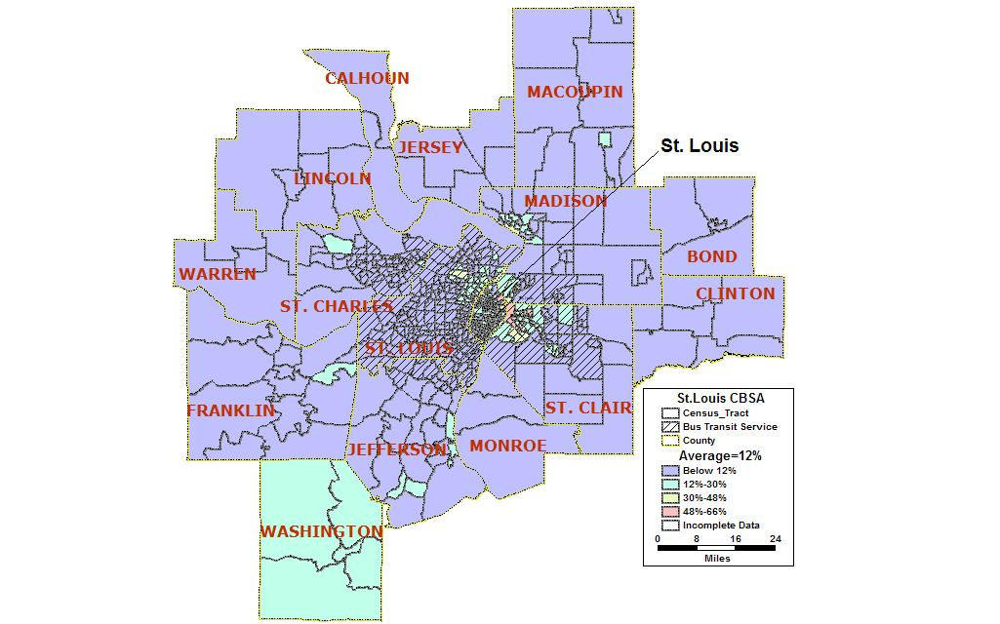 CALHOUN
MACOUPIN
JERSEY
St. Louis
LINCOLN
MADISON
BOND
WARREN
CLINTON
ST. CHARLES
ST. LOUIS
FRANKLIN
ST. CLAIR
JEFFERSON
MONROE
WASHINGTON
St.Louis CBSA
Census_Tract
Bus Transit Service
County
Average=12%
Below 12%
12%-30%
30%-48%
48%-66%
Incomplete Data
0 8 16 24
Miles